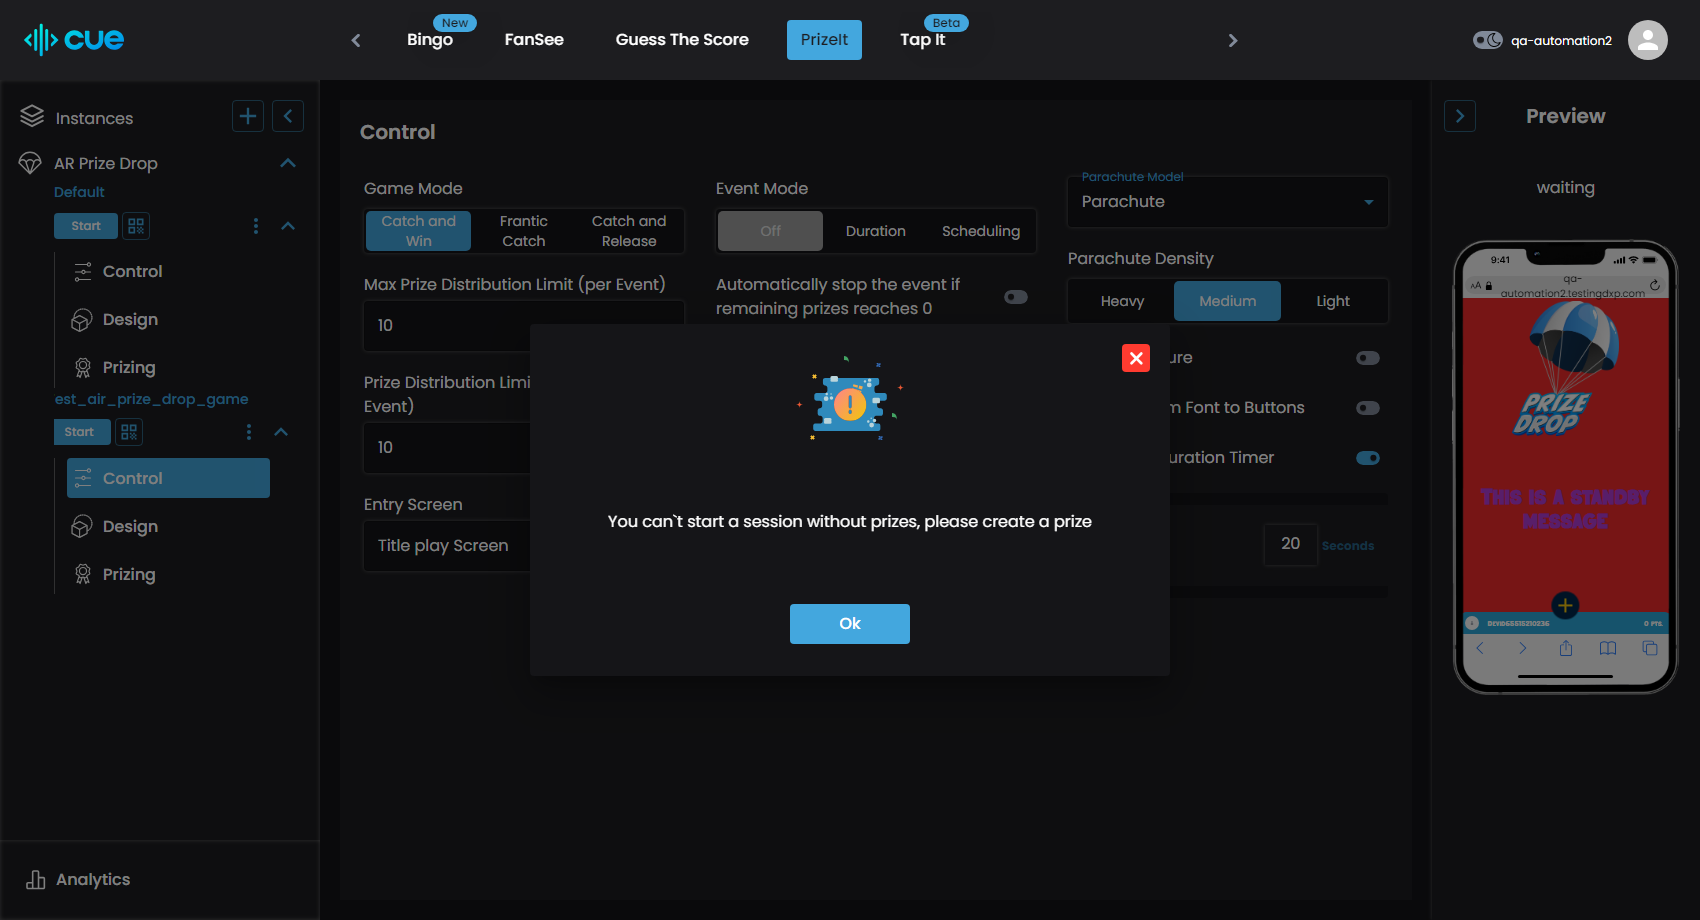 cue
New
Bingo
FanSee
Guess The Score
PrizeIt
Beta
Tap It
qa-automation2
Instances
AR Prize Drop
Default
Start
Control
Design
Prizing
est_air_prize_drop_game
Start
Control
Design
Prizing
Analytics
Control
Game Mode
Catch and
Win
Frantic
Catch
Catch and
Release
Max Prize Distribution Limit (per Event)
10
Prize Distribution Limi
Event)
10
Entry Screen
Title play Screen
Event Mode
Off
Duration
Scheduling
Automatically stop the event if
remaining prizes reaches 0
Parachute Model
Parachute
Parachute Density
Heavy
Medium
Light
ure
m Font to Buttons
uration Timer
20
Seconds
You can`t start a session without prizes, please create a prize
Ok
Preview
waiting
9:41
AA
qa-
automation2.testingdxp.com
PRIZE
DROP
THIS IS A STANDBY
MESSAGE
0 PTS.